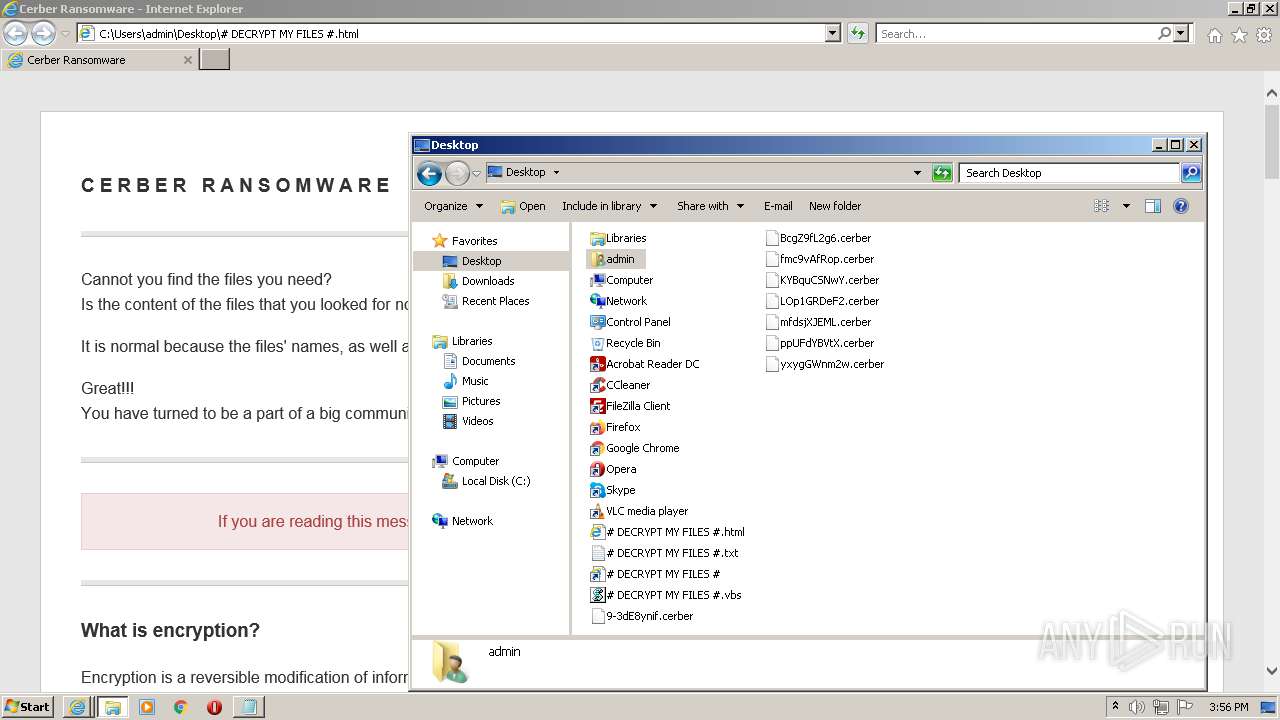 Cerber Ransomware - Internet Explorer
C:\Users\admin\Desktop\# DECRYPT MY FILES #.html
Search...
Cerber Ransomware
CERBER RANSOMWARE
Cannot you find the files you need?
Is the content of the files that you looked for no
It is normal because the files' names, as well a
Great!!!
You have turned to be a part of a big communi
If you are reading this mess
What is encryption?
Encryption is a reversible modification of inforr
Desktop
Desktop
Search Desktop
Organize
Open
Include in library
Share with
E-mail
New folder
Favorites
Desktop
Downloads
Recent Places
Libraries
Documents
Music
Pictures
Videos
Computer
Local Disk (C:)
Network
Libraries
admin
Computer
Network
Control Panel
Recycle Bin
Acrobat Reader DC
CCleaner
FileZilla Client
Firefox
Google Chrome
Opera
Skype
VLC media player
# DECRYPT MY FILES #.html
# DECRYPT MY FILES #.txt
# DECRYPT MY FILES #
# DECRYPT MY FILES #.vbs
9-3dE8ynif.cerber
BcgZ9fL2g6.cerber
fmc9vAfRop.cerber
KYBquCSNwY.cerber
LOp1GRDeF2.cerber
mfdsjXJEML.cerber
ppUFdYBVtX.cerber
yxygGWnm2w.cerber
admin
ANY RUN
Start
3:56 PM